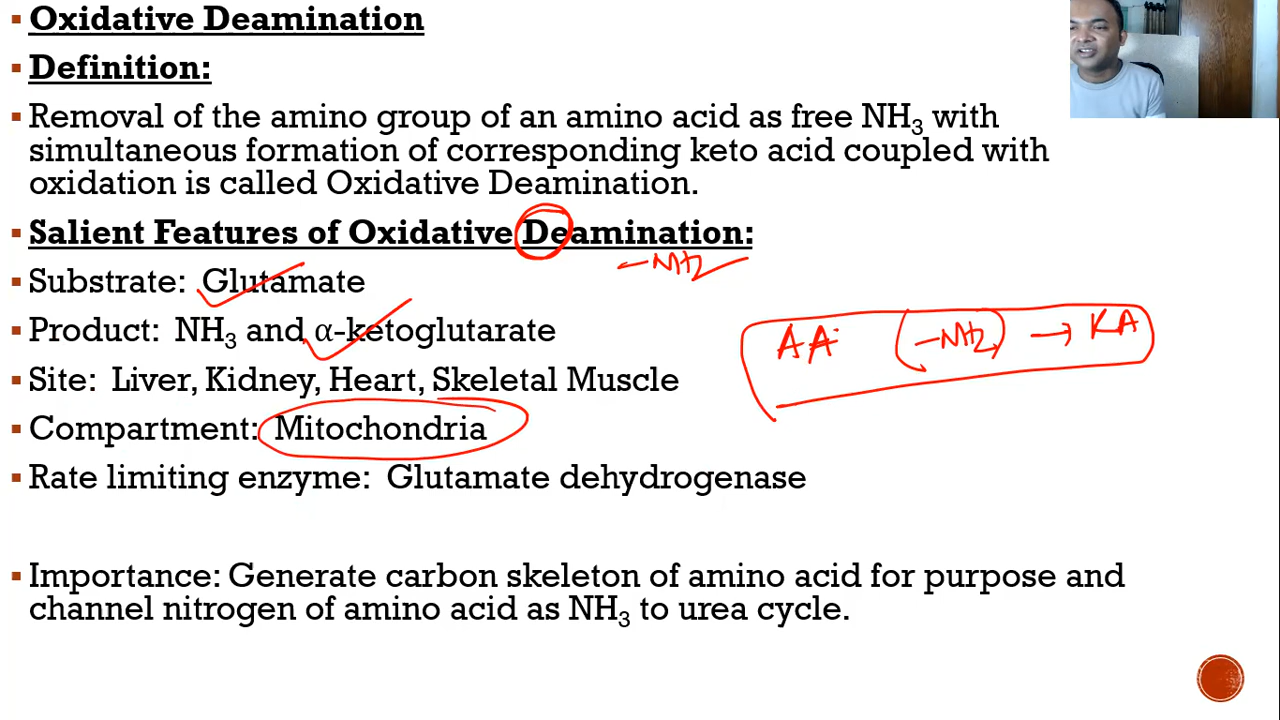 Oxidative Deamination
Definition:
Removal of the amino group of an amino acid as free NH₃ with
simultaneous formation of corresponding keto acid coupled with
oxidation is called Oxidative Deamination.
Salient Features of Oxidative Deamination:
-NH₂
Substrate: Glutamate
Product: NH₃ and α-ketoglutarate
AA -NH₂ → KA
Site: Liver, Kidney, Heart, Skeletal Muscle
Compartment: Mitochondria
Rate limiting enzyme: Glutamate dehydrogenase
Importance: Generate carbon skeleton of amino acid for purpose and
channel nitrogen of amino acid as NH₃ to urea cycle.